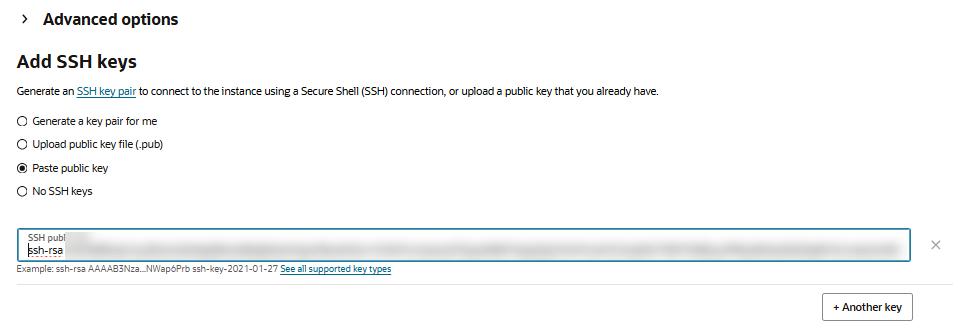 Advanced options
Add SSH keys
Generate an SSH key pair to connect to the instance using a Secure Shell (SSH) connection, or upload a public key that you already have.
Generate a key pair for me
Upload public key file (.pub)
Paste public key
No SSH keys
SSH
ssh-rsa
Example: ssh-rsa AAAAB3Nza...NWap6Prb ssh-key-2021-01-27 See all supported key types
+ Another key